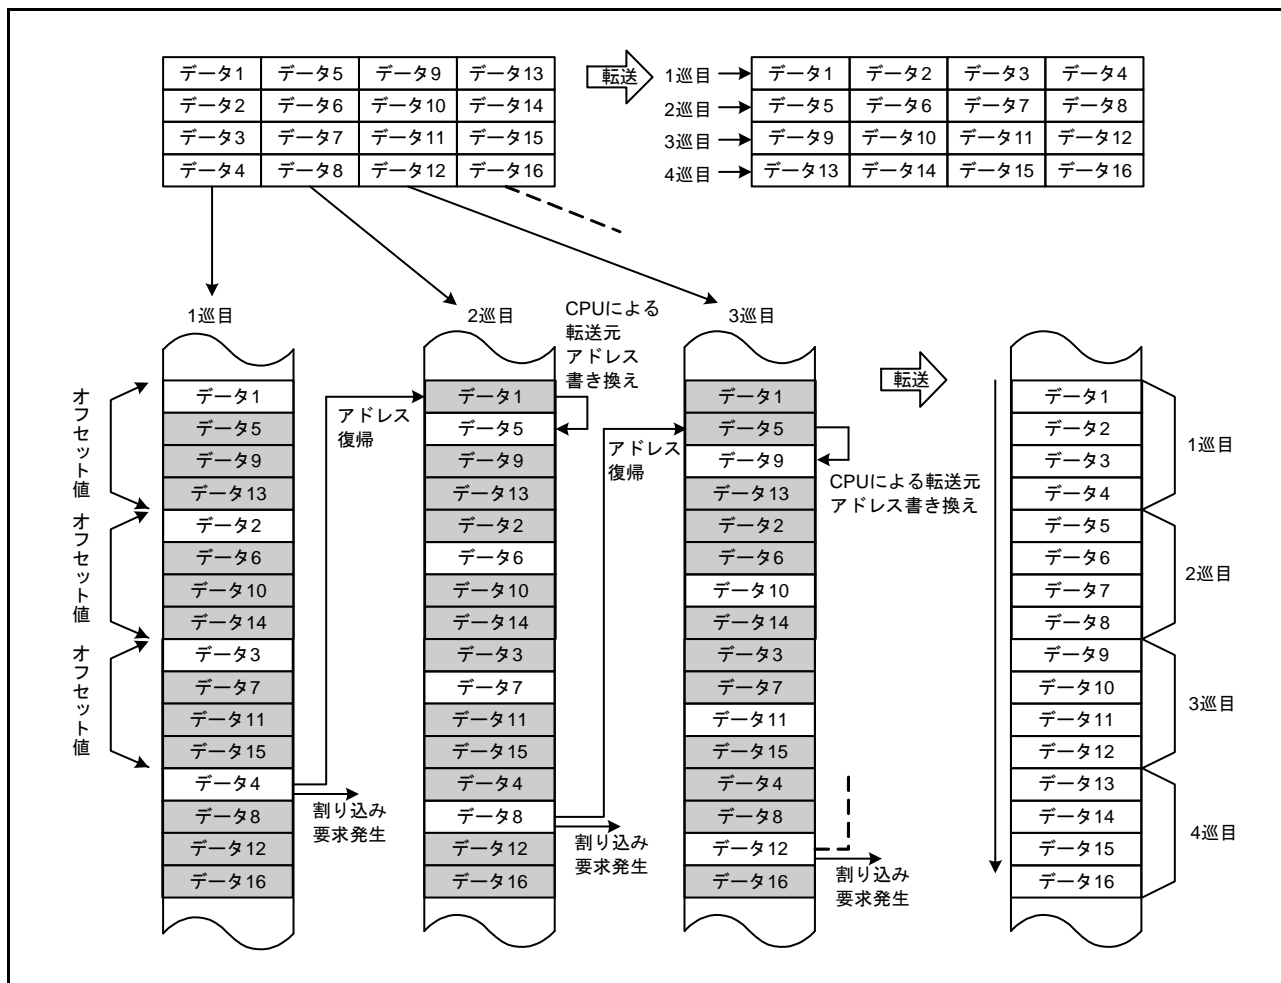 データ1 データ5 データ9 データ13
データ2 データ6 データ10 データ14
データ3 データ7 データ11 データ15
データ4 データ8 データ12 データ16
転送
1巡目 データ1 データ2 データ3 データ4
2巡目 データ5 データ6 データ7 データ8
3巡目 データ9 データ10 データ11 データ12
4巡目 データ13 データ14 データ15 データ16
1巡目
オフセット値
オフセット値
オフセット値
データ1
データ5
データ9
データ13
データ2
データ6
データ10
データ14
データ3
データ7
データ11
データ15
データ4
データ8
データ12
データ16
アドレス
復帰
割り込み
要求発生
2巡目
CPUによる
転送元
アドレス
書き換え
データ1
データ5
データ9
データ13
データ2
データ6
データ10
データ14
データ3
データ7
データ11
データ15
データ4
データ8
データ12
データ16
アドレス
復帰
割り込み
要求発生
3巡目
データ1
データ5
データ9
データ13
データ2
データ6
データ10
データ14
データ3
データ7
データ11
データ15
データ4
データ8
データ12
データ16
CPUによる転送元
アドレス書き換え
割り込み
要求発生
転送
データ1
データ2
データ3
データ4
データ5
データ6
データ7
データ8
データ9
データ10
データ11
データ12
データ13
データ14
データ15
データ16
1巡目
2巡目
3巡目
4巡目